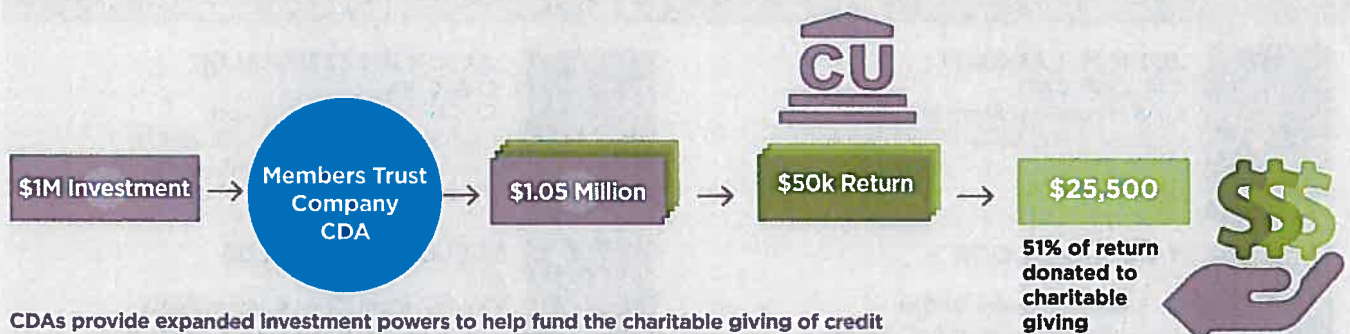 CU
$1M Investment
Members Trust
Company
CDA
$1.05 Million
$50k Return
$25,500
$$$
51% of return
donated to
charitable
giving
CDAs provide expanded investment powers to help fund the charitable giving of credit